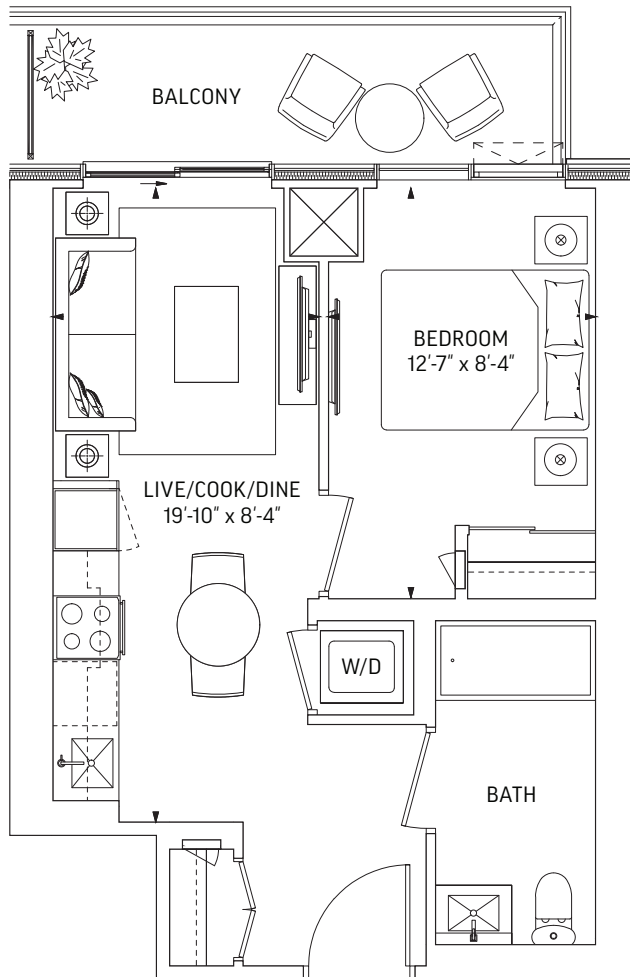 BALCONY
BEDROOM
12'-7" x 8'-4"
LIVE/COOK/DINE
19'-10" x 8'-4"
W/D
BATH